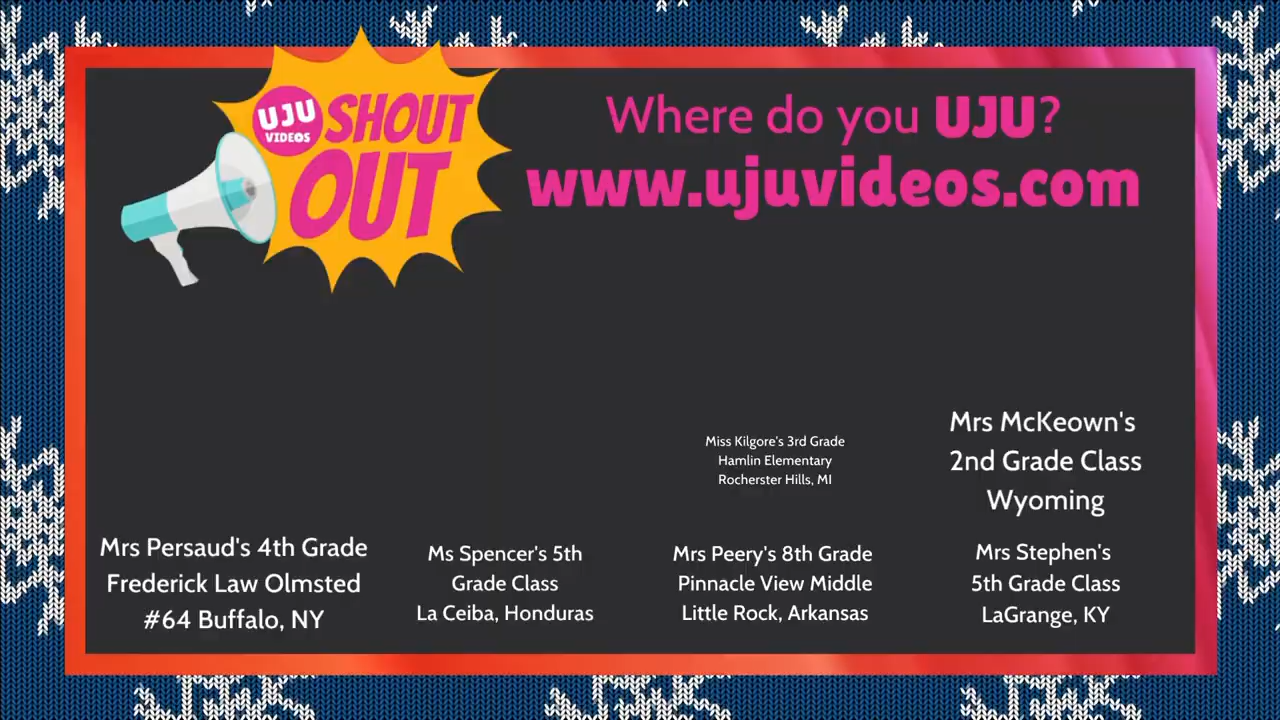 UJU
VIDEOS
SHOUT
OUT
Where do you UJU?
www.ujuvideos.com
Miss Kilgore's 3rd Grade
Hamlin Elementary
Rocherster Hills, MI
Mrs McKeown's
2nd Grade Class
Wyoming
Mrs Persaud's 4th Grade
Frederick Law Olmsted
#64 Buffalo, NY
Ms Spencer's 5th
Grade Class
La Ceiba, Honduras
Mrs Peery's 8th Grade
Pinnacle View Middle
Little Rock, Arkansas
Mrs Stephen's
5th Grade Class
LaGrange, KY